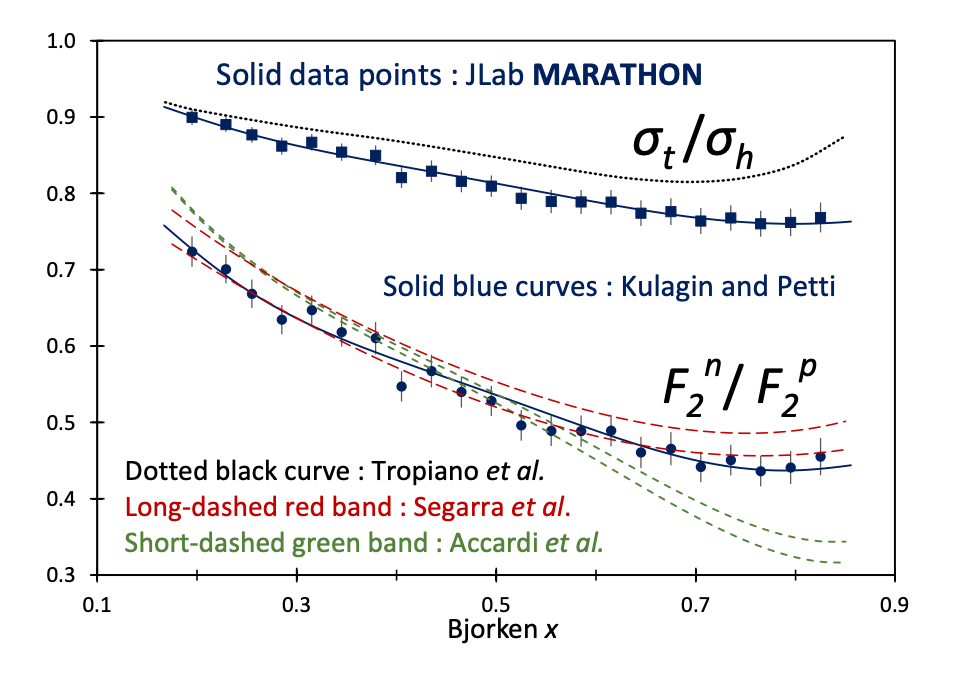 1.0
Solid data points : JLab MARATHON
0.9
σt/σh
0.8
0.7
Solid blue curves : Kulagin and Petti
0.6
F2n/ F2p
0.5
Dotted black curve : Tropiano et al.
Long-dashed red band : Segarra et al.
0.4
Short-dashed green band : Accardi et al.
0.3
0.1 0.3 0.5 0.7 0.9
Bjorken x